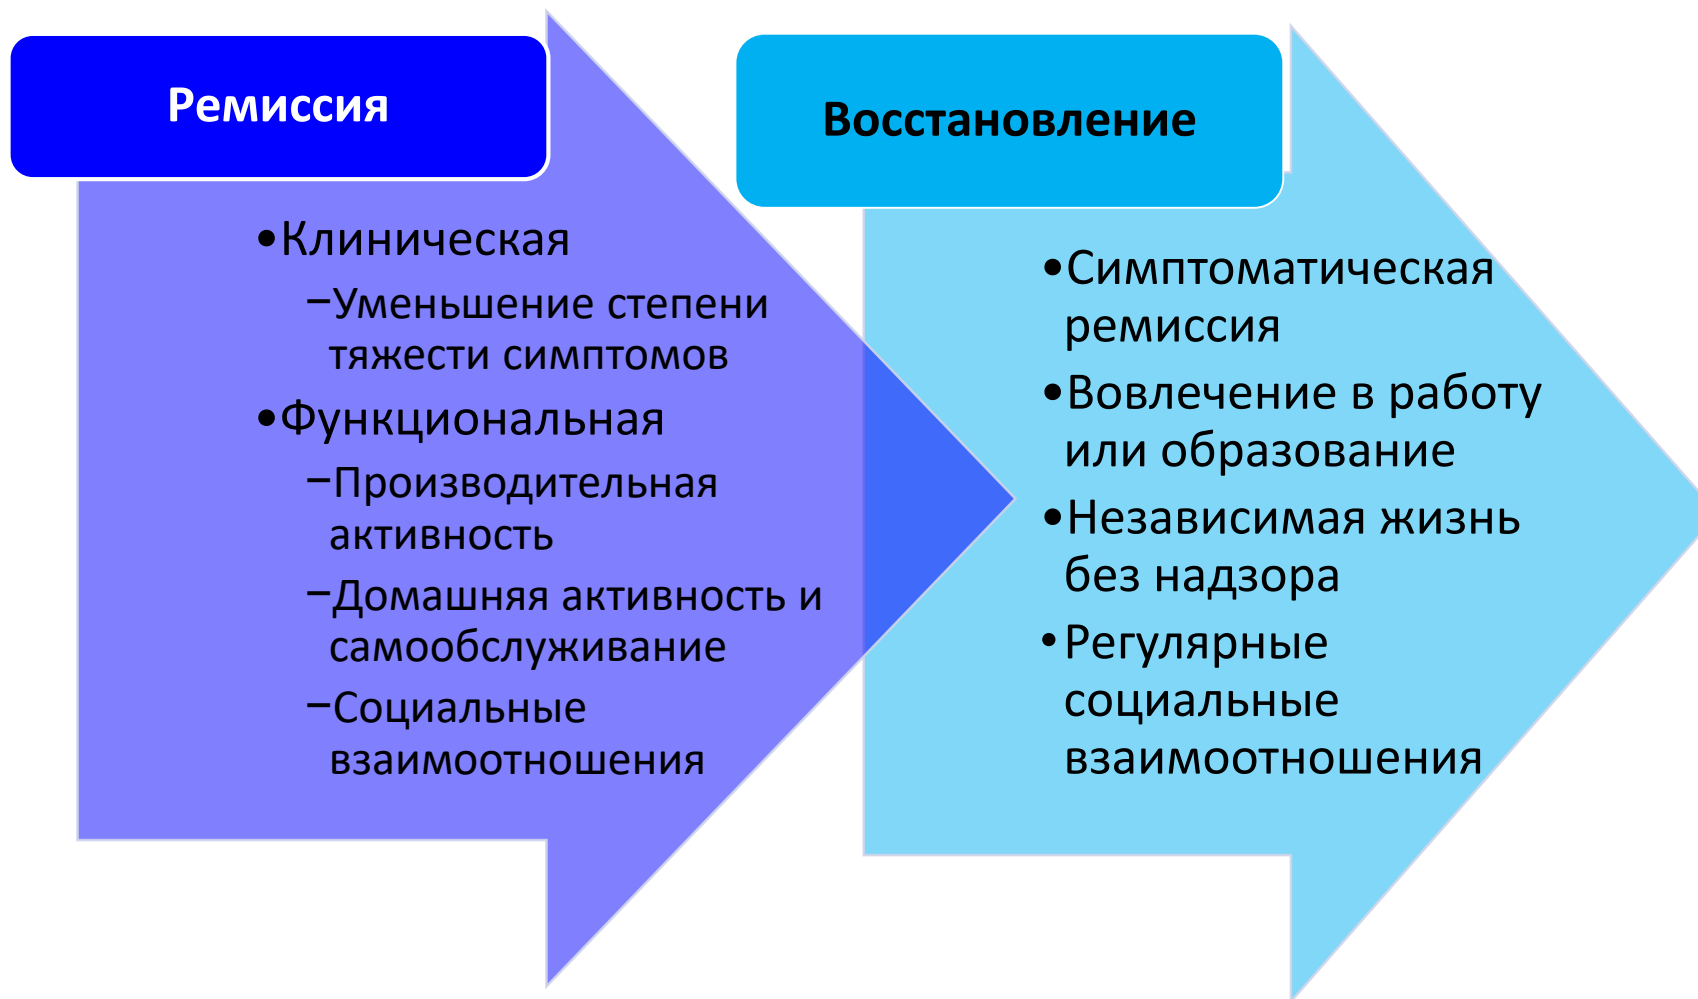 Ремиссия
•Клиническая
–Уменьшение степени
тяжести симптомов
•Функциональная
–Производительная
активность
–Домашняя активность и
самообслуживание
–Социальные
взаимоотношения
Восстановление
•Симптоматическая
ремиссия
•Вовлечение в работу
или образование
•Независимая жизнь
без надзора
•Регулярные
социальные
взаимоотношения